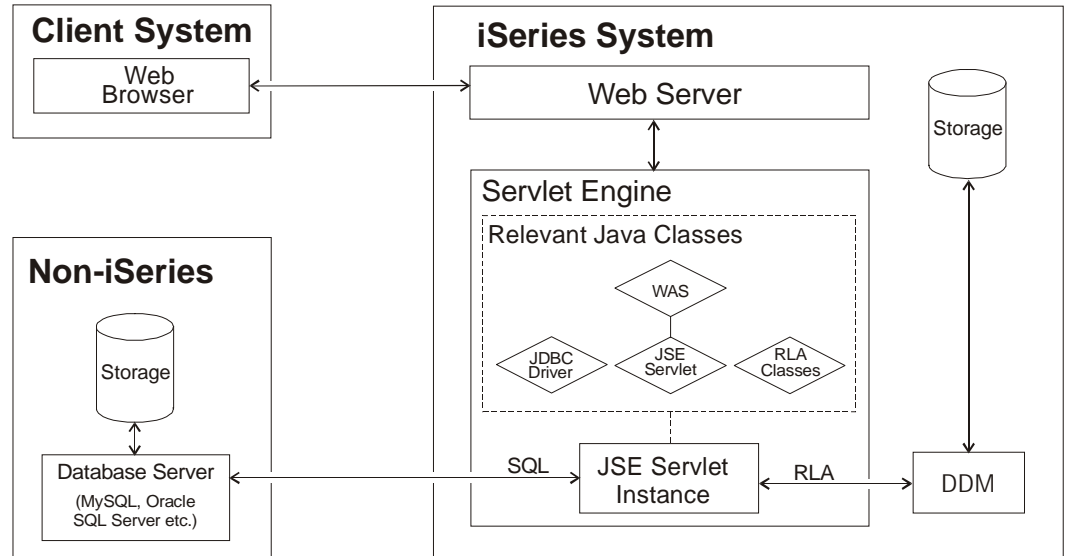 Client System
Web
Browser
iSeries System
Web Server
Storage
Servlet Engine
Relevant Java Classes
WAS
JDBC
Driver
JSE
Servlet
RLA
Classes
Non-iSeries
Storage
Database Server
(MySQL, Oracle
SQL Server etc.)
SQL
JSE Servlet
Instance
RLA
DDM